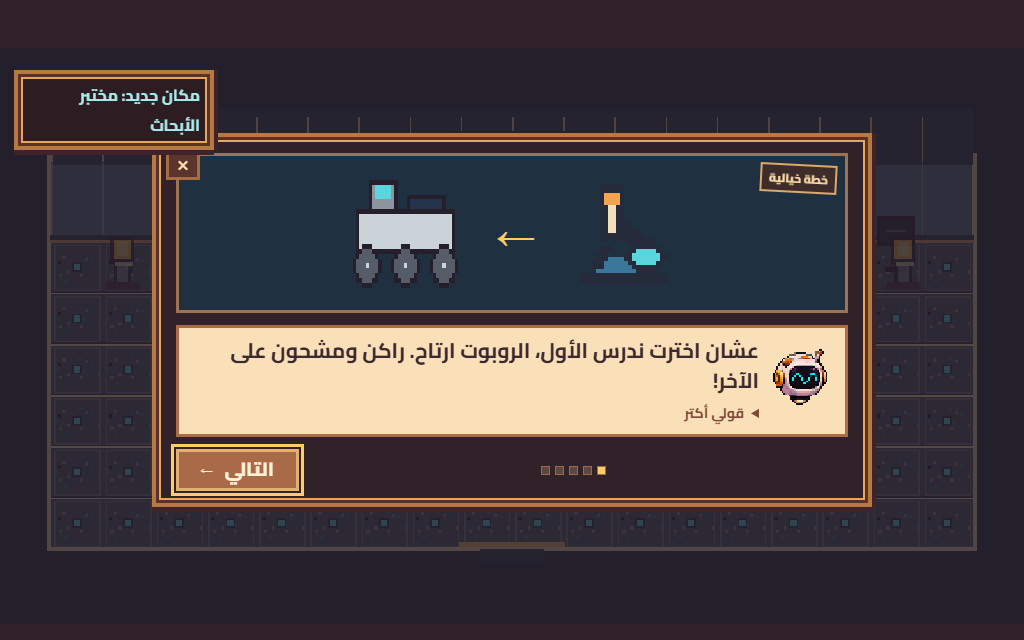 مكان جديد: مختبر
الأبحاث
×
خطة خيالية
←
عشان اخترت ندرس الأول، الروبوت ارتاح. راكن ومشحون على
الآخر!
◀ قولي أكتر
التالي ←